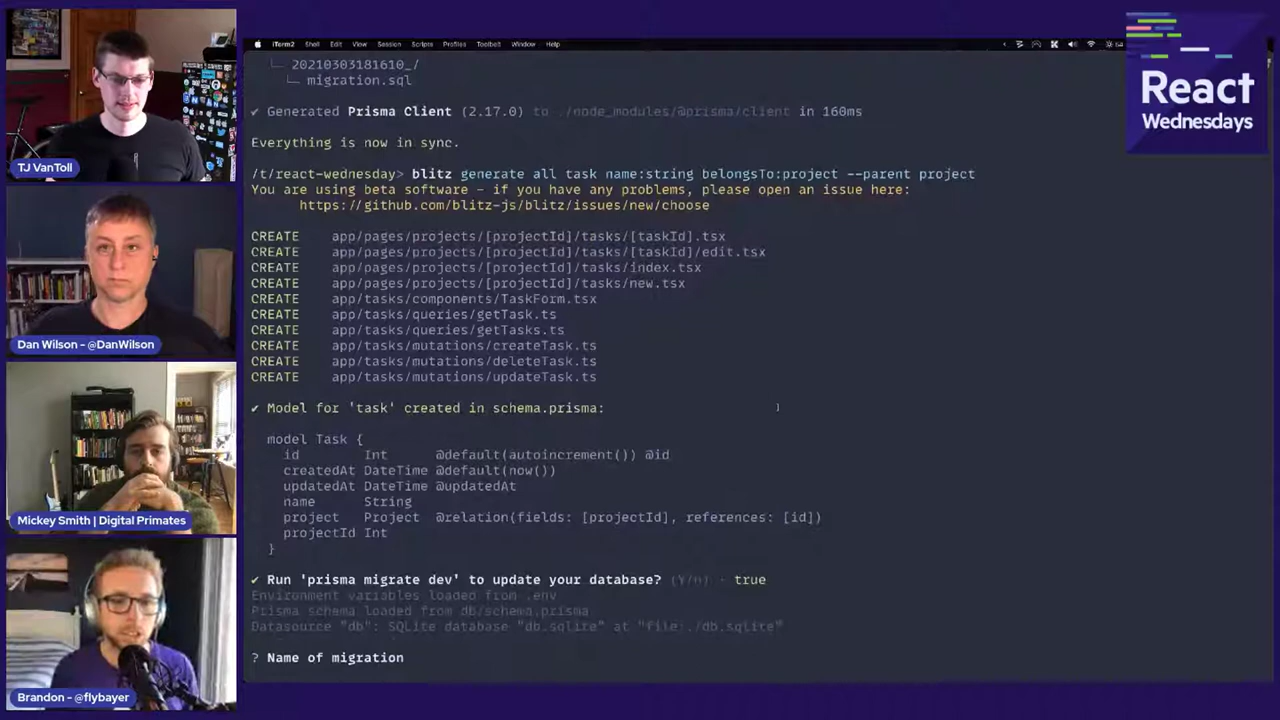 iTerm2 Shell Edit View Session Scripts Profiles Toolbelt Window Help
20210303181610_/
migration.sql
✔ Generated Prisma Client (2.17.0) to ./node_modules/@prisma/client in 160ms
Everything is now in sync.
/t/react-wednesday> blitz generate all task name:string belongsTo:project --parent project
You are using beta software - if you have any problems, please open an issue here:
https://github.com/blitz-js/blitz/issues/new/choose
CREATE app/pages/projects/[projectId]/tasks/[taskId].tsx
CREATE app/pages/projects/[projectId]/tasks/[taskId]/edit.tsx
CREATE app/pages/projects/[projectId]/tasks/index.tsx
CREATE app/pages/projects/[projectId]/tasks/new.tsx
CREATE app/tasks/components/TaskForm.tsx
CREATE app/tasks/queries/getTask.ts
CREATE app/tasks/queries/getTasks.ts
CREATE app/tasks/mutations/createTask.ts
CREATE app/tasks/mutations/deleteTask.ts
CREATE app/tasks/mutations/updateTask.ts
✔ Model for 'task' created in schema.prisma:
model Task {
id Int @default(autoincrement()) @id
createdAt DateTime @default(now())
updatedAt DateTime @updatedAt
name String
project Project @relation(fields: [projectId], references: [id])
projectId Int
}
✔ Run 'prisma migrate dev' to update your database? (Y/n) · true
Environment variables loaded from .env
Prisma schema loaded from db/schema.prisma
Datasource "db": SQLite database "db.sqlite" at "file:./db.sqlite"
? Name of migration
React
Wednesdays
TJ VanToll
Dan Wilson - @DanWilson
Mickey Smith | Digital Primates
Brandon - @flybayer